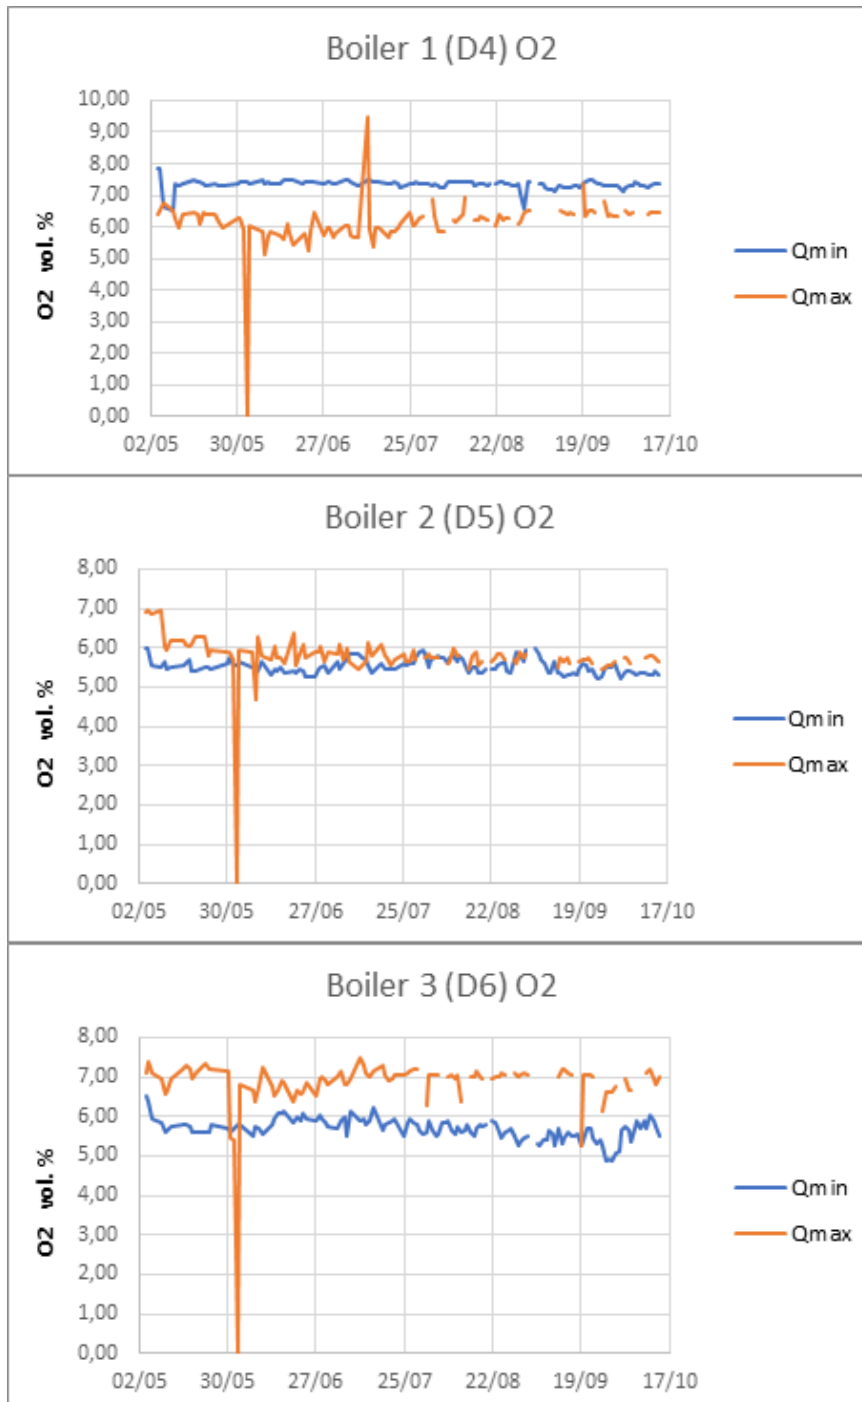 Boiler 1 (D4) O2
10,00
9,00
8,00
7,00
6,00
5,00
4,00
3,00
2,00
1,00
0,00
O2 vol. %
02/05 30/05 27/06 25/07 22/08 19/09 17/10
Qmin
Qmax
Boiler 2 (D5) O2
8,00
7,00
6,00
5,00
4,00
3,00
2,00
1,00
0,00
O2 vol. %
02/05 30/05 27/06 25/07 22/08 19/09 17/10
Qmin
Qmax
Boiler 3 (D6) O2
8,00
7,00
6,00
5,00
4,00
3,00
2,00
1,00
0,00
O2 vol. %
02/05 30/05 27/06 25/07 22/08 19/09 17/10
Qmin
Qmax